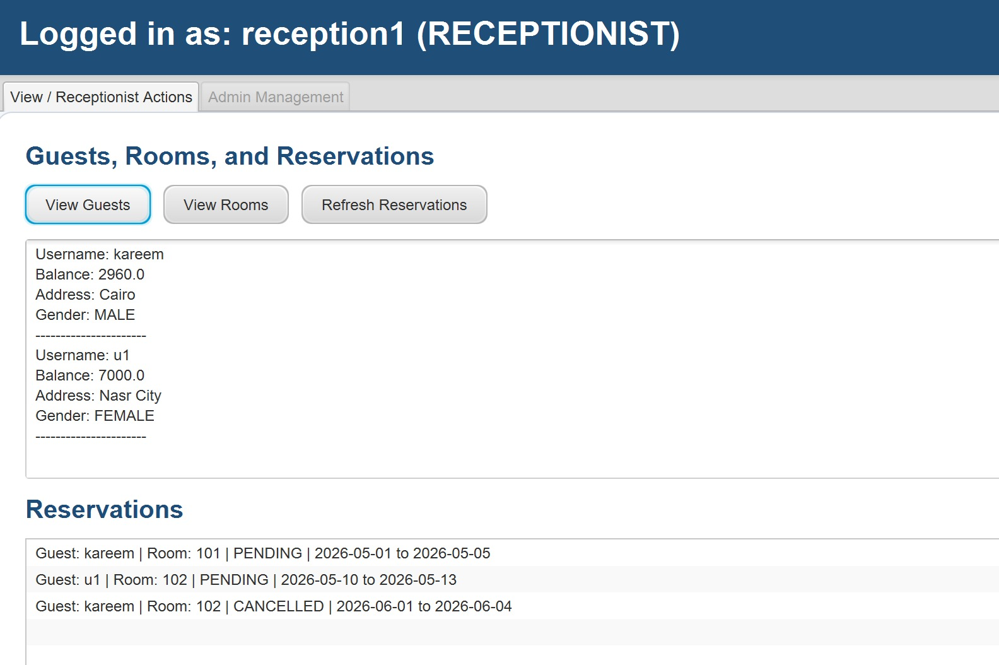 Logged in as: reception1 (RECEPTIONIST)
View / Receptionist Actions
Admin Management
Guests, Rooms, and Reservations
View Guests
View Rooms
Refresh Reservations
Username: kareem
Balance: 2960.0
Address: Cairo
Gender: MALE
----------------------
Username: u1
Balance: 7000.0
Address: Nasr City
Gender: FEMALE
----------------------
Reservations
Guest: kareem | Room: 101 | PENDING | 2026-05-01 to 2026-05-05
Guest: u1 | Room: 102 | PENDING | 2026-05-10 to 2026-05-13
Guest: kareem | Room: 102 | CANCELLED | 2026-06-01 to 2026-06-04